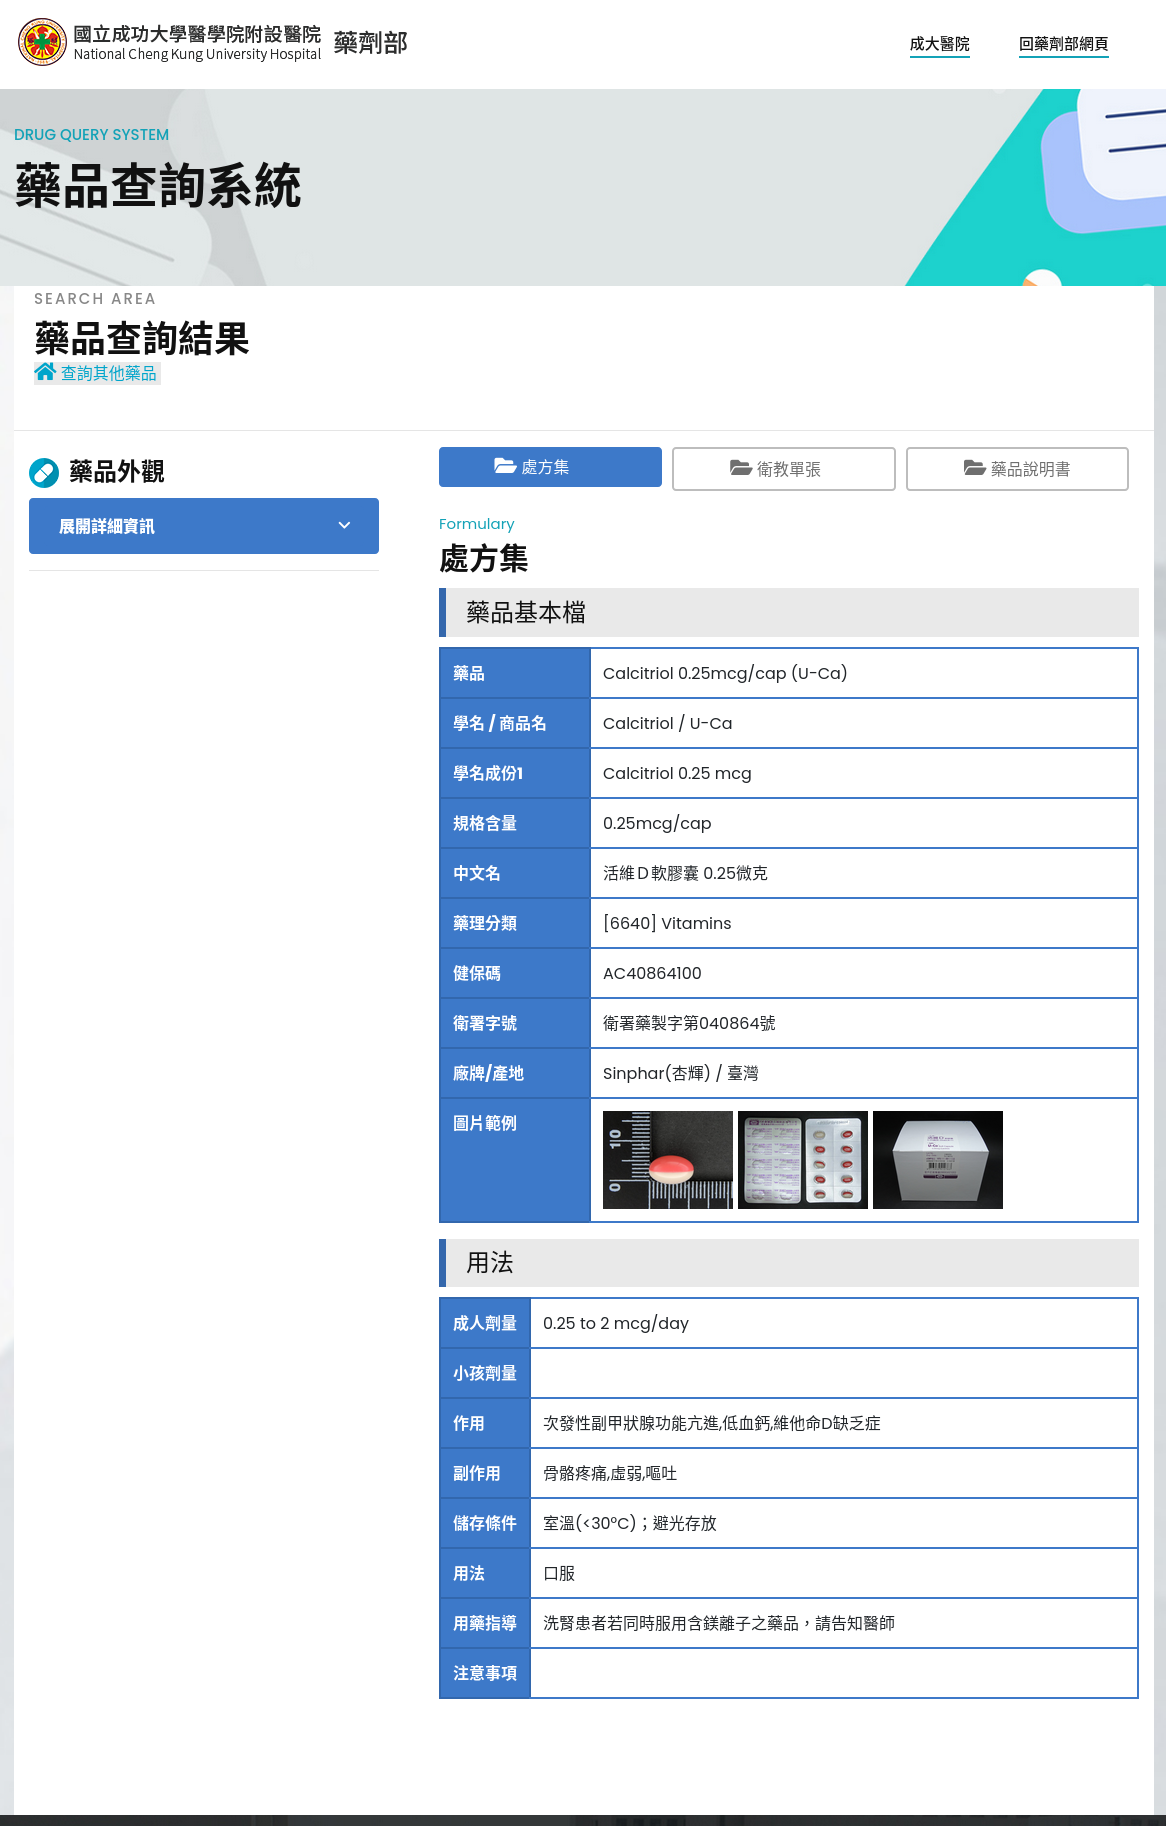 國立成功大學醫學院附設醫院
National Cheng Kung University Hospital
藥劑部
成大醫院
回藥劑部網頁
DRUG QUERY SYSTEM
藥品查詢系統
SEARCH AREA
藥品查詢結果
查詢其他藥品
藥品外觀
展開詳細資訊
處方集
衛教單張
藥品說明書
Formulary
處方集
藥品基本檔
藥品 Calcitriol 0.25mcg/cap (U-Ca)
學名 / 商品名 Calcitriol / U-Ca
學名成份1 Calcitriol 0.25 mcg
規格含量 0.25mcg/cap
中文名 活維Ｄ軟膠囊 0.25微克
藥理分類 [6640] Vitamins
健保碼 AC40864100
衛署字號 衛署藥製字第040864號
廠牌/產地 Sinphar(杏輝) / 臺灣
圖片範例
10
0
用法
成人劑量 0.25 to 2 mcg/day
小孩劑量
作用 次發性副甲狀腺功能亢進,低血鈣,維他命D缺乏症
副作用 骨骼疼痛,虛弱,嘔吐
儲存條件 室溫(<30ºC)；避光存放
用法 口服
用藥指導 洗腎患者若同時服用含鎂離子之藥品，請告知醫師
注意事項